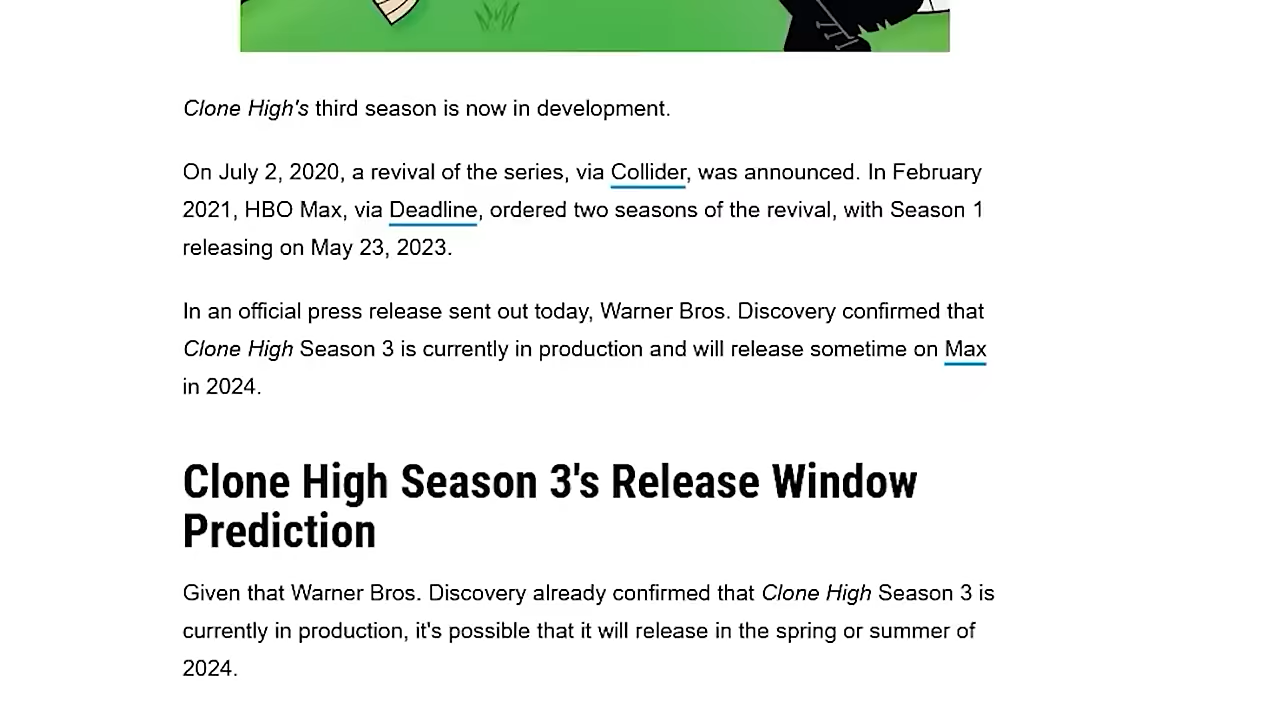 Clone High's third season is now in development.
On July 2, 2020, a revival of the series, via Collider, was announced. In February
2021, HBO Max, via Deadline, ordered two seasons of the revival, with Season 1
releasing on May 23, 2023.
In an official press release sent out today, Warner Bros. Discovery confirmed that
Clone High Season 3 is currently in production and will release sometime on Max
in 2024.
Clone High Season 3's Release Window
Prediction
Given that Warner Bros. Discovery already confirmed that Clone High Season 3 is
currently in production, it's possible that it will release in the spring or summer of
2024.